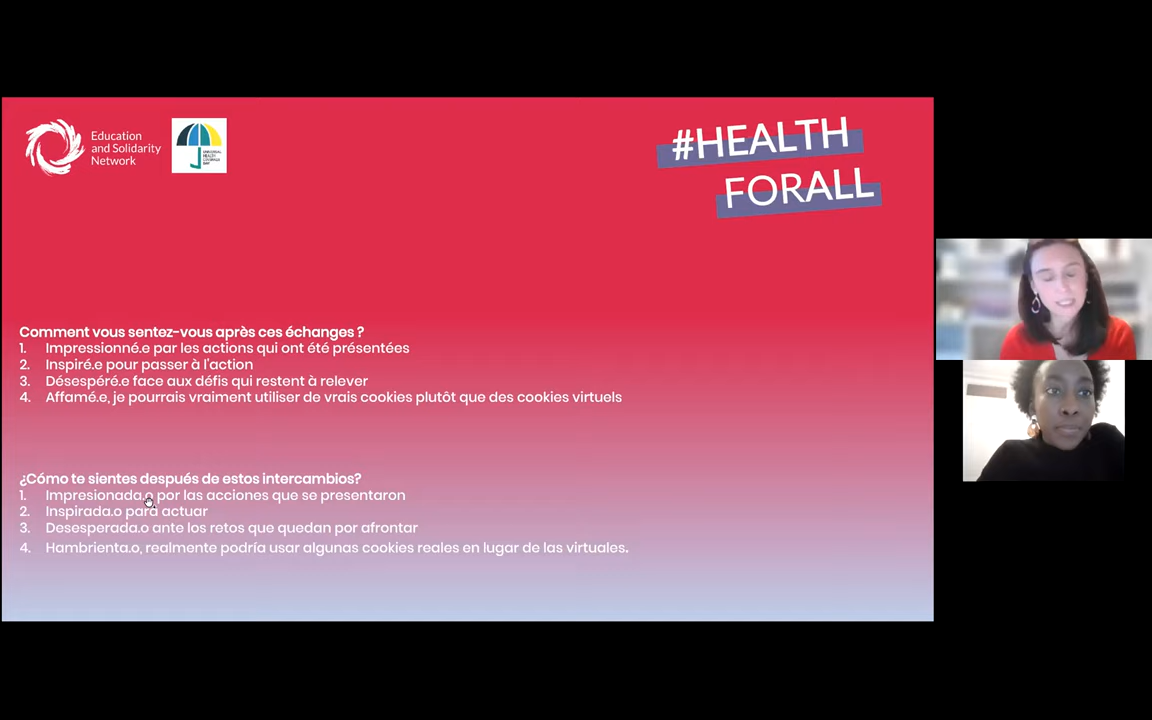 Education
and Solidarity
Network
UNIVERSAL
HEALTH
COVERAGE
DAY
#HEALTH
FORALL
Comment vous sentez-vous après ces échanges ?
1. Impressionné.e par les actions qui ont été présentées
2. Inspiré.e pour passer à l'action
3. Désespéré.e face aux défis qui restent à relever
4. Affamé.e, je pourrais vraiment utiliser de vrais cookies plutôt que des cookies virtuels
¿Cómo te sientes después de estos intercambios?
1. Impresionada.o por las acciones que se presentaron
2. Inspirada.o para actuar
3. Desesperada.o ante los retos que quedan por afrontar
4. Hambrienta.o, realmente podría usar algunas cookies reales en lugar de las virtuales.